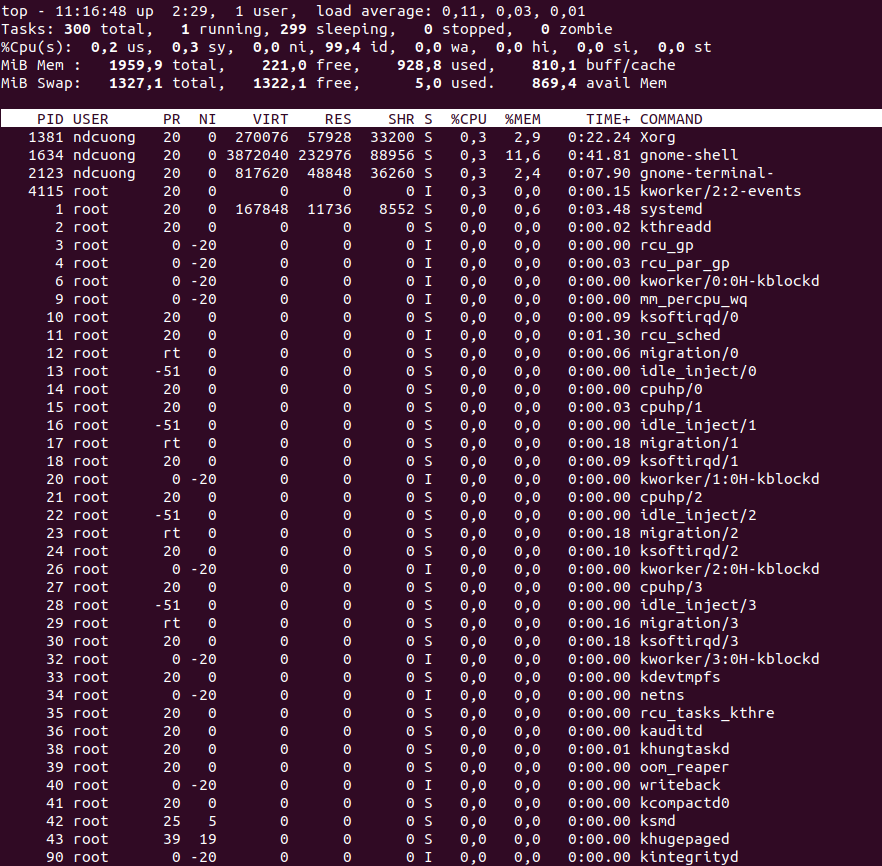 top - 11:16:48 up  2:29,  1 user,  load average: 0,11, 0,03, 0,01
Tasks: 300 total,   1 running, 299 sleeping,   0 stopped,   0 zombie
%Cpu(s):  0,2 us,  0,3 sy,  0,0 ni, 99,4 id,  0,0 wa,  0,0 hi,  0,0 si,  0,0 st
MiB Mem :   1959,9 total,    221,0 free,    928,8 used,    810,1 buff/cache
MiB Swap:   1327,1 total,   1322,1 free,      5,0 used.    869,4 avail Mem
PID USER      PR  NI    VIRT    RES    SHR S  %CPU  %MEM     TIME+ COMMAND
1381 ndcuong   20   0  270076  57928  33200 S   0,3   2,9   0:22.24 Xorg
1634 ndcuong   20   0 3872040 232976  88956 S   0,3  11,6   0:41.81 gnome-shell
2123 ndcuong   20   0  817620  48848  36260 S   0,3   2,4   0:07.90 gnome-terminal-
4115 root      20   0       0      0      0 I   0,3   0,0   0:00.15 kworker/2:2-events
1 root      20   0  167848  11736   8552 S   0,0   0,6   0:03.48 systemd
2 root      20   0       0      0      0 S   0,0   0,0   0:00.02 kthreadd
3 root       0 -20       0      0      0 I   0,0   0,0   0:00.00 rcu_gp
4 root       0 -20       0      0      0 I   0,0   0,0   0:00.03 rcu_par_gp
6 root       0 -20       0      0      0 I   0,0   0,0   0:00.00 kworker/0:0H-kblockd
9 root       0 -20       0      0      0 I   0,0   0,0   0:00.00 mm_percpu_wq
10 root      20   0       0      0      0 S   0,0   0,0   0:00.09 ksoftirqd/0
11 root      20   0       0      0      0 I   0,0   0,0   0:01.30 rcu_sched
12 root      rt   0       0      0      0 S   0,0   0,0   0:00.06 migration/0
13 root     -51   0       0      0      0 S   0,0   0,0   0:00.00 idle_inject/0
14 root      20   0       0      0      0 S   0,0   0,0   0:00.00 cpuhp/0
15 root      20   0       0      0      0 S   0,0   0,0   0:00.03 cpuhp/1
16 root     -51   0       0      0      0 S   0,0   0,0   0:00.00 idle_inject/1
17 root      rt   0       0      0      0 S   0,0   0,0   0:00.18 migration/1
18 root      20   0       0      0      0 S   0,0   0,0   0:00.09 ksoftirqd/1
20 root       0 -20       0      0      0 I   0,0   0,0   0:00.00 kworker/1:0H-kblockd
21 root      20   0       0      0      0 S   0,0   0,0   0:00.00 cpuhp/2
22 root     -51   0       0      0      0 S   0,0   0,0   0:00.00 idle_inject/2
23 root      rt   0       0      0      0 S   0,0   0,0   0:00.18 migration/2
24 root      20   0       0      0      0 S   0,0   0,0   0:00.10 ksoftirqd/2
26 root       0 -20       0      0      0 I   0,0   0,0   0:00.00 kworker/2:0H-kblockd
27 root      20   0       0      0      0 S   0,0   0,0   0:00.00 cpuhp/3
28 root     -51   0       0      0      0 S   0,0   0,0   0:00.00 idle_inject/3
29 root      rt   0       0      0      0 S   0,0   0,0   0:00.16 migration/3
30 root      20   0       0      0      0 S   0,0   0,0   0:00.18 ksoftirqd/3
32 root       0 -20       0      0      0 I   0,0   0,0   0:00.00 kworker/3:0H-kblockd
33 root      20   0       0      0      0 S   0,0   0,0   0:00.00 kdevtmpfs
34 root       0 -20       0      0      0 I   0,0   0,0   0:00.00 netns
35 root      20   0       0      0      0 S   0,0   0,0   0:00.00 rcu_tasks_kthre
36 root      20   0       0      0      0 S   0,0   0,0   0:00.00 kauditd
38 root      20   0       0      0      0 S   0,0   0,0   0:00.01 khungtaskd
39 root      20   0       0      0      0 S   0,0   0,0   0:00.00 oom_reaper
40 root       0 -20       0      0      0 I   0,0   0,0   0:00.00 writeback
41 root      20   0       0      0      0 S   0,0   0,0   0:00.00 kcompactd0
42 root      25   5       0      0      0 S   0,0   0,0   0:00.00 ksmd
43 root      39  19       0      0      0 S   0,0   0,0   0:00.00 khugepaged
90 root       0 -20       0      0      0 I   0,0   0,0   0:00.00 kintegrityd